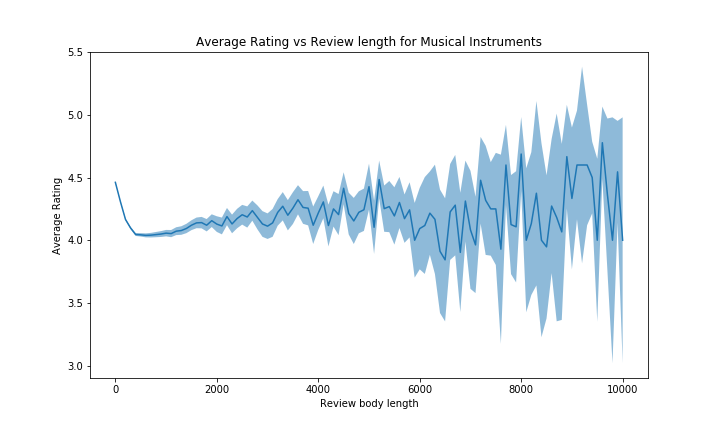 Average Rating vs Review length for Musical Instruments
5.5
5.0
4.5
4.0
3.5
3.0
Average Rating
0 2000 4000 6000 8000 10000
Review body length